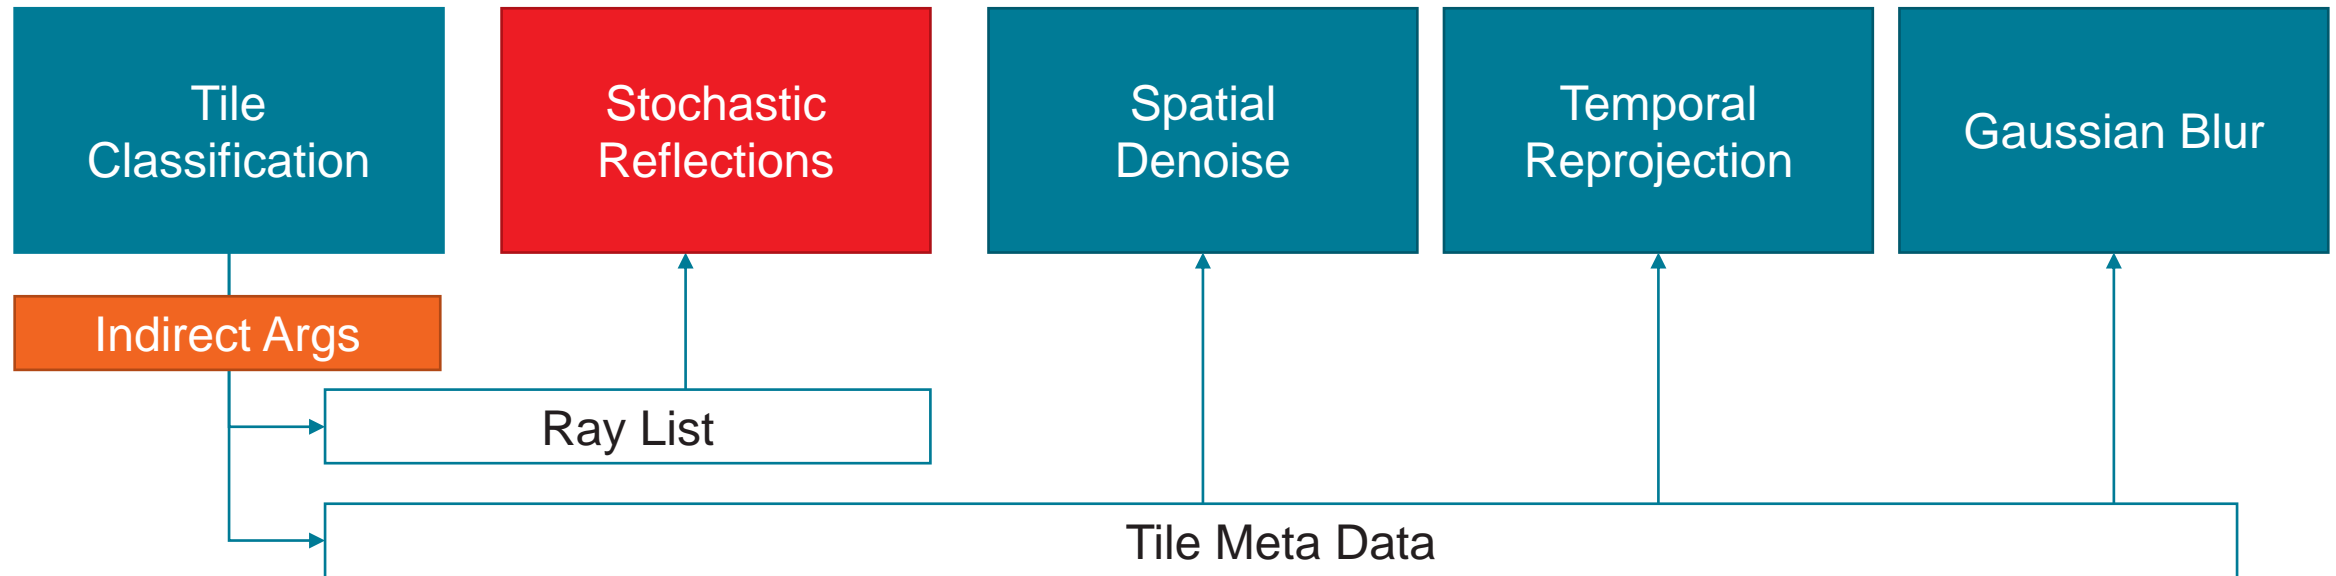 Tile
Classification
Stochastic
Reflections
Spatial
Denoise
Temporal
Reprojection
Gaussian Blur
Indirect Args
Ray List
Tile Meta Data